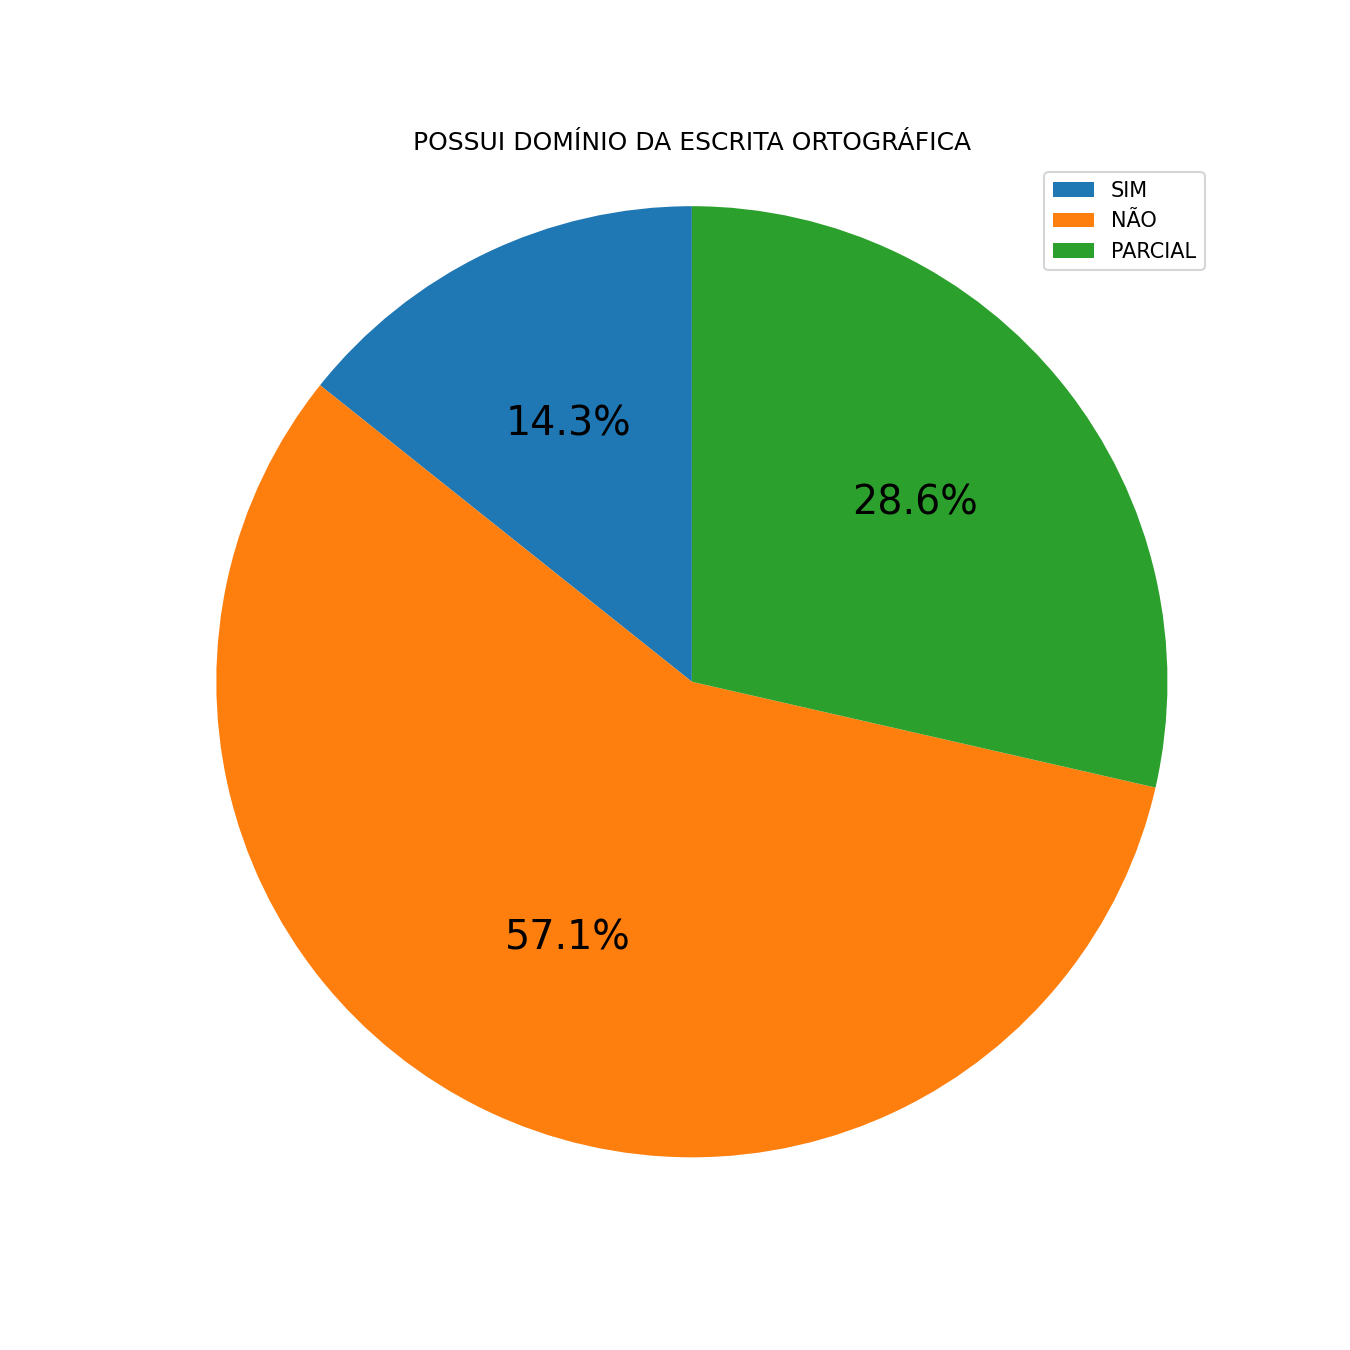 POSSUI DOMÍNIO DA ESCRITA ORTOGRÁFICA
SIM
NÃO
PARCIAL
14.3%
28.6%
57.1%